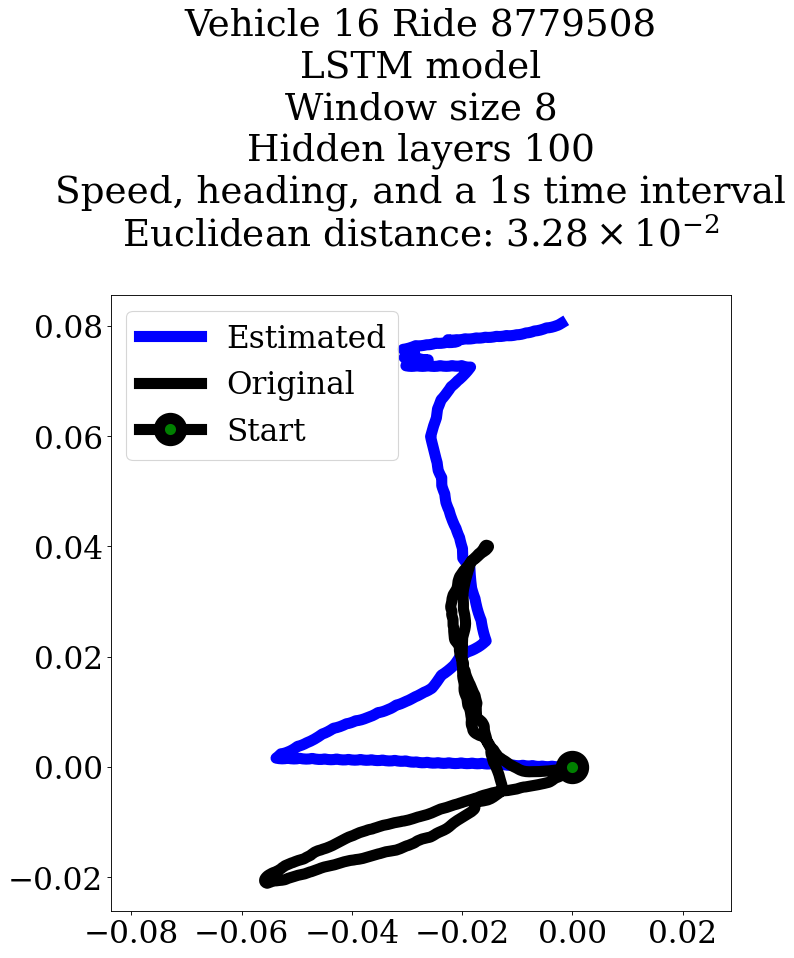 Vehicle 16 Ride 8779508
LSTM model
Window size 8
Hidden layers 100
Speed, heading, and a 1s time interval
Euclidean distance: 3.28 × 10⁻²
Estimated
Original
Start
0.08
0.06
0.04
0.02
0.00
−0.02
−0.08 −0.06 −0.04 −0.02 0.00 0.02